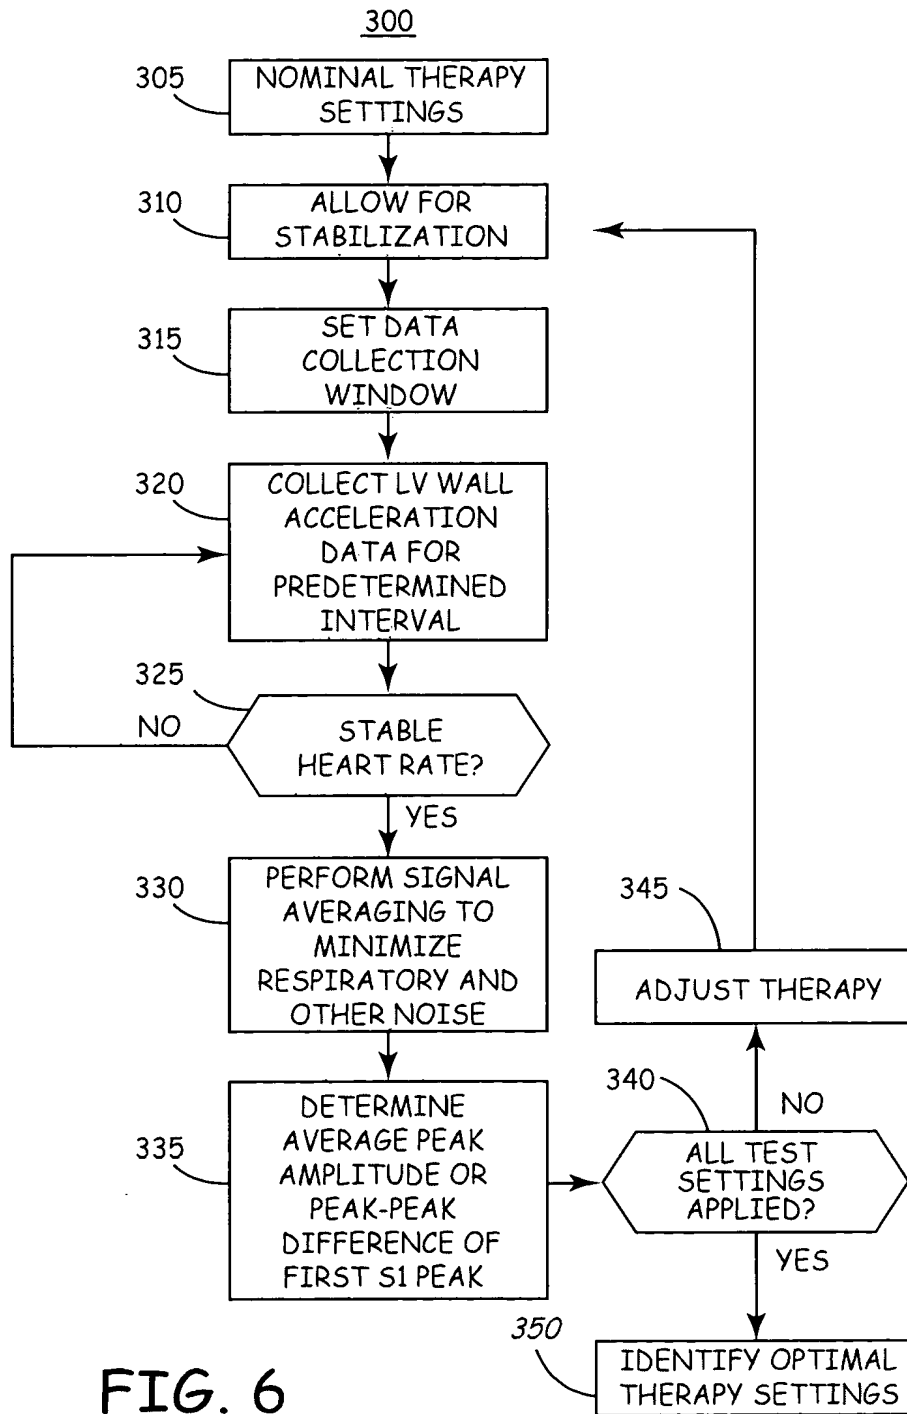 300
305
NOMINAL THERAPY
SETTINGS
310
ALLOW FOR
STABILIZATION
315
SET DATA
COLLECTION
WINDOW
320
COLLECT LV WALL
ACCELERATION
DATA FOR
PREDETERMINED
INTERVAL
325
NO
STABLE
HEART RATE?
YES
330
PERFORM SIGNAL
AVERAGING TO
MINIMIZE
RESPIRATORY AND
OTHER NOISE
335
DETERMINE
AVERAGE PEAK
AMPLITUDE OR
PEAK-PEAK
DIFFERENCE OF
FIRST S1 PEAK
345
ADJUST THERAPY
340
NO
ALL TEST
SETTINGS
APPLIED?
YES
350
IDENTIFY OPTIMAL
THERAPY SETTINGS
FIG. 6